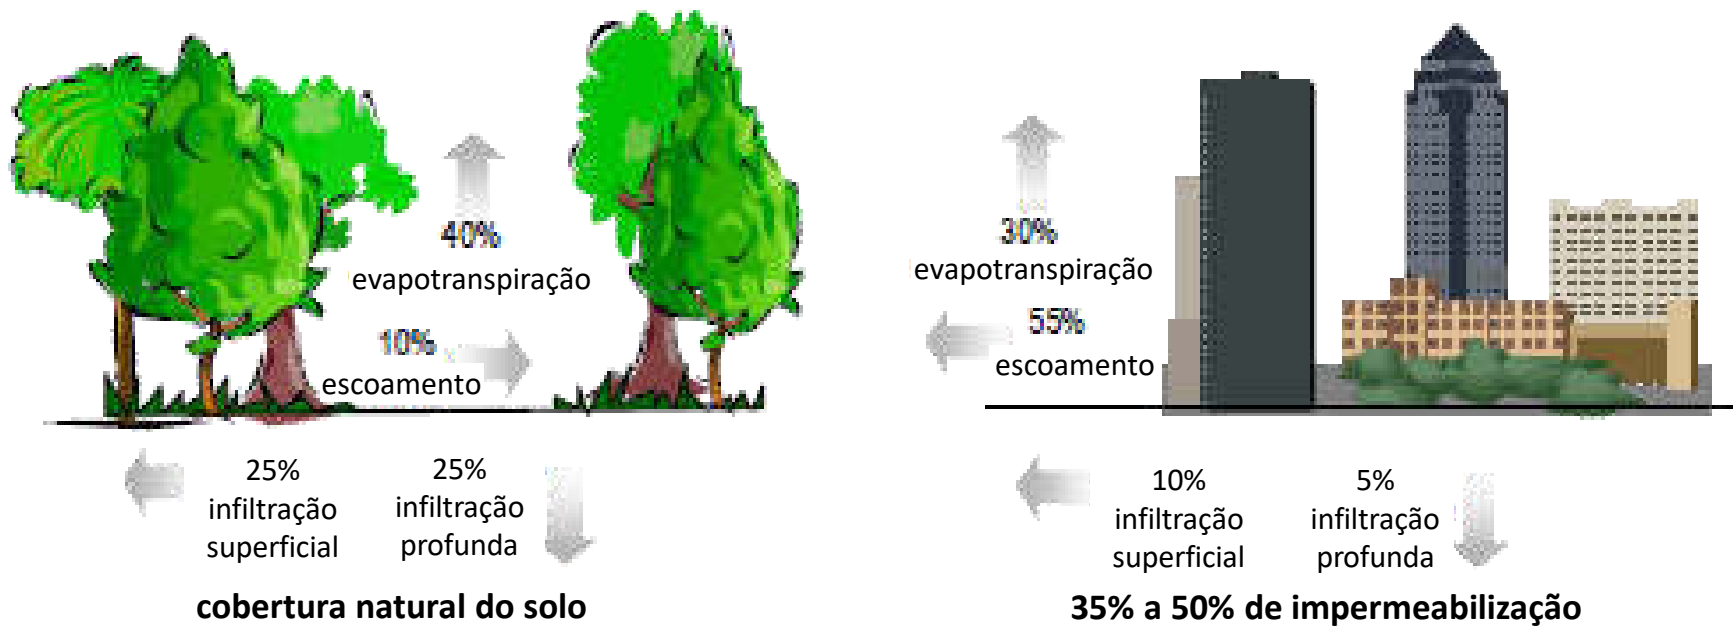 40%
evapotranspiração
10%
escoamento
25%
infiltração
superficial
25%
infiltração
profunda
cobertura natural do solo
30%
evapotranspiração
55%
escoamento
10%
infiltração
superficial
5%
infiltração
profunda
35% a 50% de impermeabilização